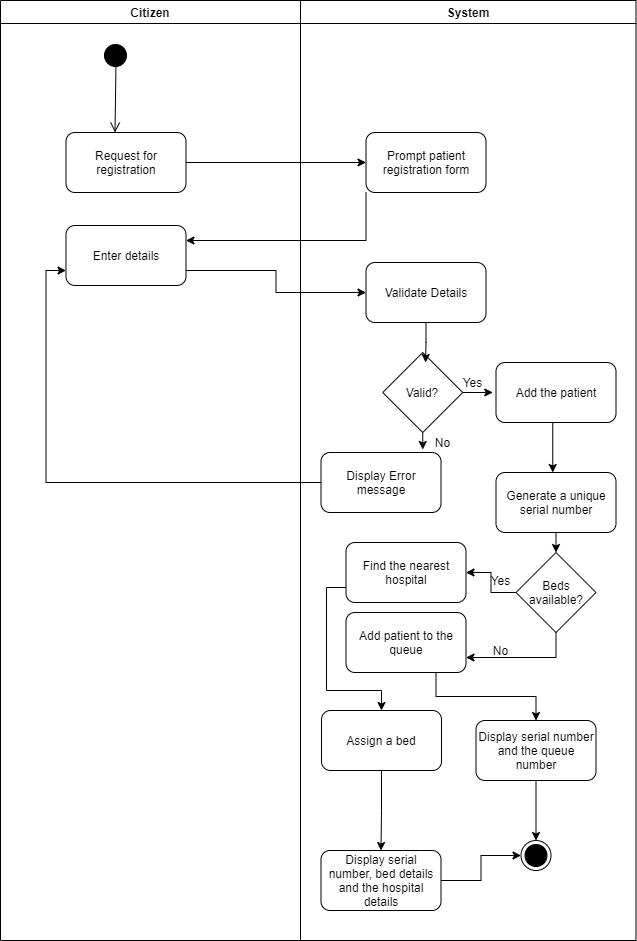 Citizen
System
Request for
registration
Prompt patient
registration form
Enter details
Validate Details
Valid?
Yes
Add the patient
No
Display Error
message
Generate a unique
serial number
Find the nearest
hospital
Yes
Beds
available?
Add patient to the
queue
No
Assign a bed
Display serial number
and the queue
number
Display serial
number, bed details
and the hospital
details